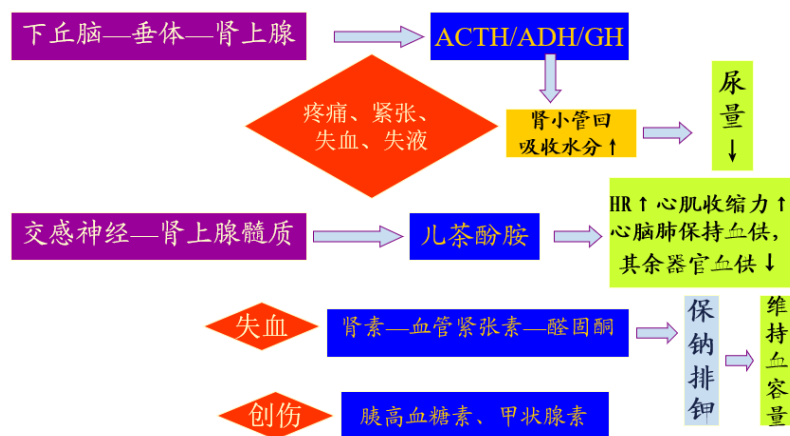 下丘脑—垂体—肾上腺
ACTH/ADH/GH
疼痛、紧张、
失血、失液
肾小管回
吸收水分↑
尿
量
↓
交感神经—肾上腺髓质
儿茶酚胺
HR↑心肌收缩力↑
心脑肺保持血供,
其余器官血供↓
失血
肾素—血管紧张素—醛固酮
保
钠
排
钾
维
持
血
容
量
创伤
胰高血糖素、甲状腺素